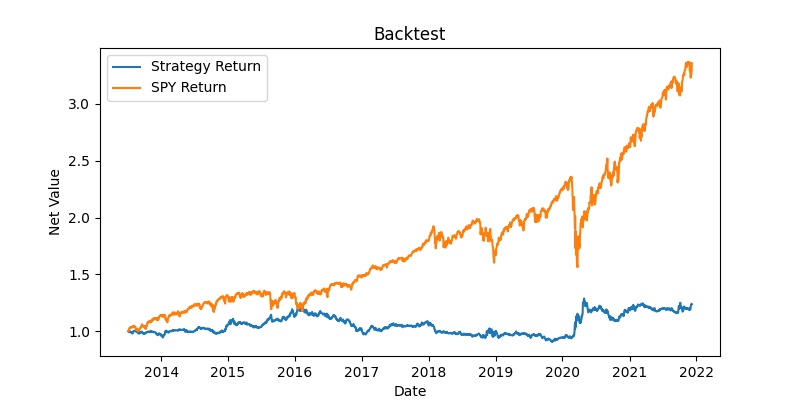 Backtest
Strategy Return
SPY Return
Net Value
3.0
2.5
2.0
1.5
1.0
2014 2015 2016 2017 2018 2019 2020 2021 2022
Date